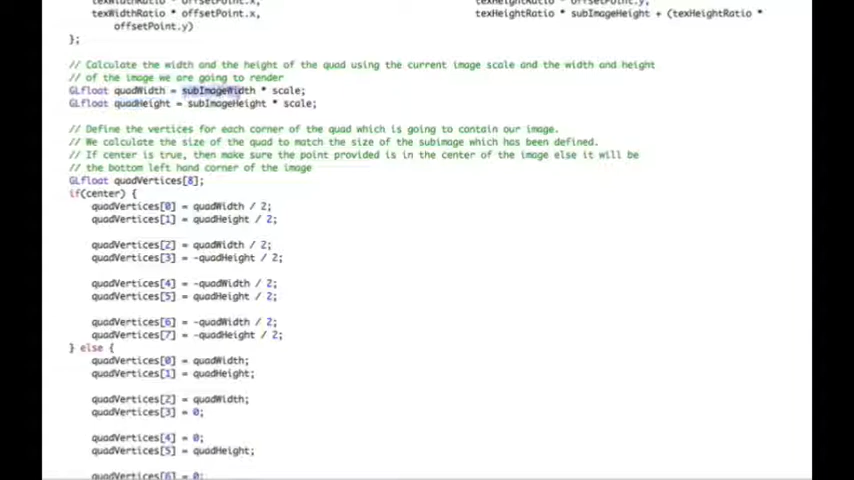 texWidthRatio * offsetPoint.x, texHeightRatio * offsetPoint.y,
texWidthRatio * offsetPoint.x, texHeightRatio * subImageHeight + (texHeightRatio *
offsetPoint.y)
};
// Calculate the width and the height of the quad using the current image scale and the width and height
// of the image we are going to render
GLfloat quadWidth = subImageWidth * scale;
GLfloat quadHeight = subImageHeight * scale;
// Define the vertices for each corner of the quad which is going to contain our image.
// We calculate the size of the quad to match the size of the subimage which has been defined.
// If center is true, then make sure the point provided is in the center of the image else it will be
// the bottom left hand corner of the image
GLfloat quadVertices[8];
if(center) {
quadVertices[0] = quadWidth / 2;
quadVertices[1] = quadHeight / 2;
quadVertices[2] = quadWidth / 2;
quadVertices[3] = -quadHeight / 2;
quadVertices[4] = -quadWidth / 2;
quadVertices[5] = quadHeight / 2;
quadVertices[6] = -quadWidth / 2;
quadVertices[7] = -quadHeight / 2;
} else {
quadVertices[0] = quadWidth;
quadVertices[1] = quadHeight;
quadVertices[2] = quadWidth;
quadVertices[3] = 0;
quadVertices[4] = 0;
quadVertices[5] = quadHeight;
quadVertices[6] = 0;